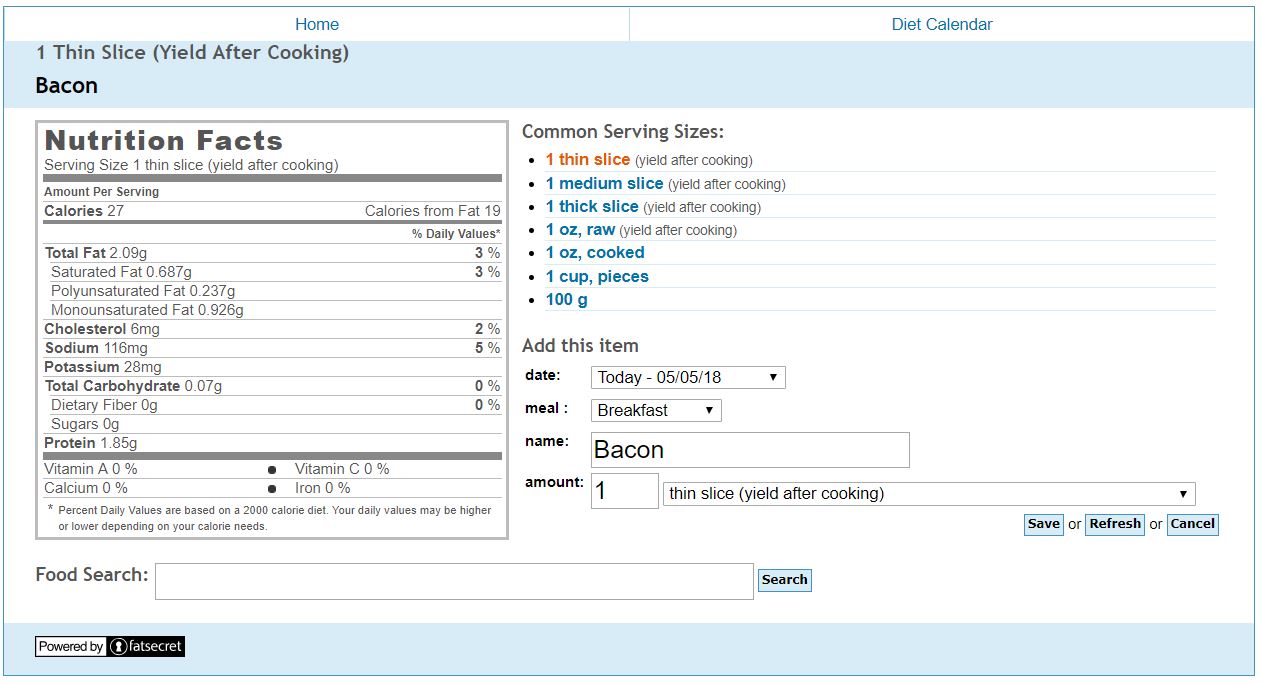 Home
Diet Calendar
1 Thin Slice (Yield After Cooking)
Bacon
Nutrition Facts
Serving Size 1 thin slice (yield after cooking)
Amount Per Serving
Calories 27 Calories from Fat 19
% Daily Values*
Total Fat 2.09g 3 %
Saturated Fat 0.687g 3 %
Polyunsaturated Fat 0.237g
Monounsaturated Fat 0.926g
Cholesterol 6mg 2 %
Sodium 116mg 5 %
Potassium 28mg
Total Carbohydrate 0.07g 0 %
Dietary Fiber 0g 0 %
Sugars 0g
Protein 1.85g
Vitamin A 0 % • Vitamin C 0 %
Calcium 0 % • Iron 0 %
* Percent Daily Values are based on a 2000 calorie diet. Your daily values may be higher
or lower depending on your calorie needs.
Common Serving Sizes:
• 1 thin slice (yield after cooking)
• 1 medium slice (yield after cooking)
• 1 thick slice (yield after cooking)
• 1 oz, raw (yield after cooking)
• 1 oz, cooked
• 1 cup, pieces
• 100 g
Add this item
date: Today - 05/05/18
meal : Breakfast
name: Bacon
amount: 1 thin slice (yield after cooking)
Save or Refresh or Cancel
Food Search: Search
Powered by fatsecret